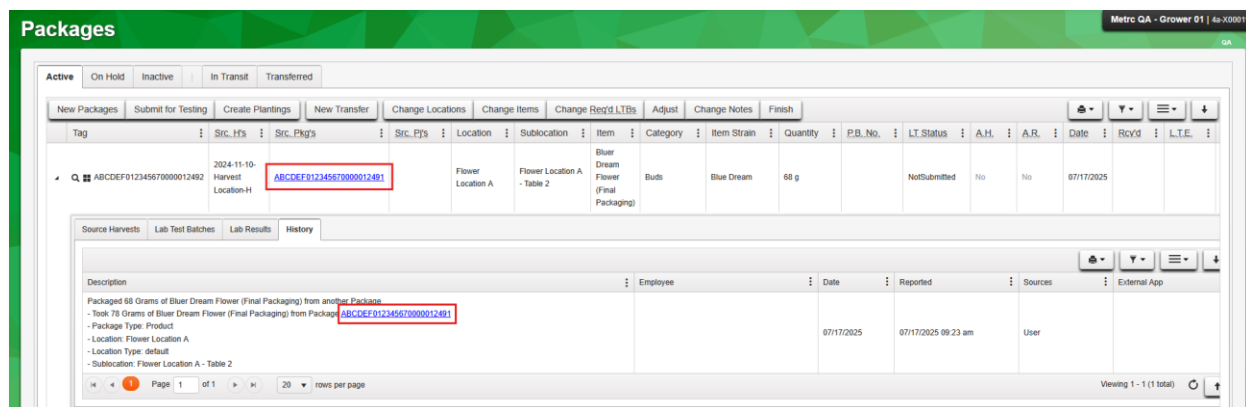 Packages
Metrc QA - Grower 01 | 4a-X0001
QA
Active On Hold Inactive In Transit Transferred
New Packages Submit for Testing Create Plantings New Transfer Change Locations Change Items Change Req'd LTBs Adjust Change Notes Finish
Tag Src. H's Src. Pkg's Src. Pj's Location Sublocation Item Category Item Strain Quantity P.B. No. LT Status A.H. A.R. Date Rcv'd L.T.E.
ABCDEF012345670000012492
2024-11-10-
Harvest
Location-H
ABCDEF012345670000012491
Flower
Location A
Flower Location A
- Table 2
Bluer
Dream
Flower
(Final
Packaging)
Buds
Blue Dream
68 g
NotSubmitted
No
No
07/17/2025
Source Harvests Lab Test Batches Lab Results History
Description Employee Date Reported Sources External App
Packaged 68 Grams of Bluer Dream Flower (Final Packaging) from another Package
- Took 78 Grams of Bluer Dream Flower (Final Packaging) from Package ABCDEF012345670000012491
- Package Type: Product
- Location: Flower Location A
- Location Type: default
- Sublocation: Flower Location A - Table 2
07/17/2025
07/17/2025 09:23 am
User
1 Page 1 of 1 20 rows per page Viewing 1 - 1 (1 total)